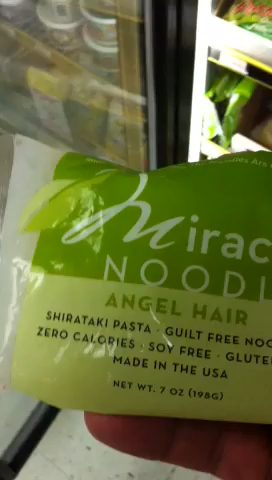 Mirac
NOODL
ANGEL HAIR
SHIRATAKI PASTA · GUILT FREE NOO
ZERO CALORIES · SOY FREE · GLUTE
MADE IN THE USA
NET WT. 7 OZ (198G)